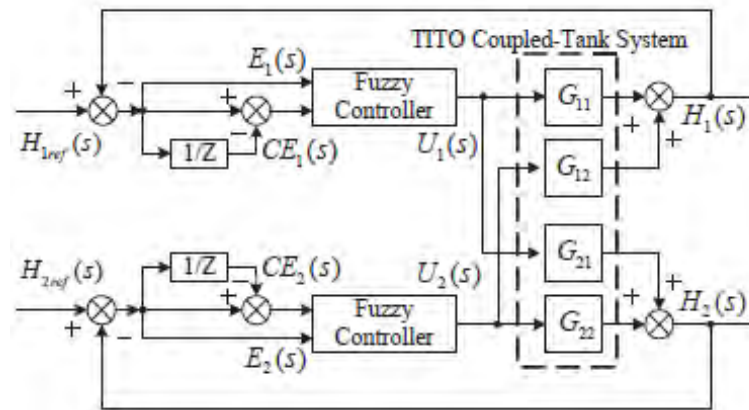 TITO Coupled-Tank System
E₁(s)
Fuzzy
Controller
G₁₁
+
−
+
−
+
+
H₁ref(s)
1/Z
CE₁(s)
U₁(s)
H₁(s)
G₁₂
H₂ref(s)
1/Z
CE₂(s)
U₂(s)
G₂₁
+
+
−
+
+
Fuzzy
Controller
G₂₂
H₂(s)
E₂(s)